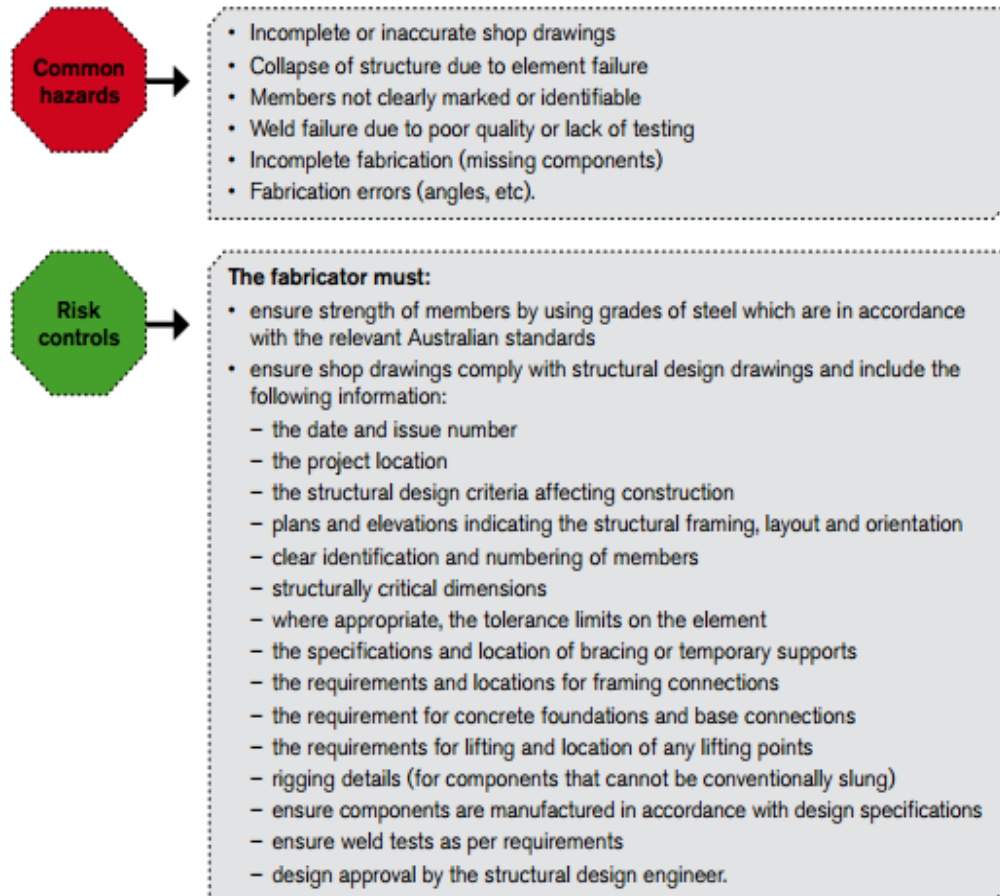 Common
hazards
• Incomplete or inaccurate shop drawings
• Collapse of structure due to element failure
• Members not clearly marked or identifiable
• Weld failure due to poor quality or lack of testing
• Incomplete fabrication (missing components)
• Fabrication errors (angles, etc).
Risk
controls
The fabricator must:
• ensure strength of members by using grades of steel which are in accordance
with the relevant Australian standards
• ensure shop drawings comply with structural design drawings and include the
following information:
– the date and issue number
– the project location
– the structural design criteria affecting construction
– plans and elevations indicating the structural framing, layout and orientation
– clear identification and numbering of members
– structurally critical dimensions
– where appropriate, the tolerance limits on the element
– the specifications and location of bracing or temporary supports
– the requirements and locations for framing connections
– the requirement for concrete foundations and base connections
– the requirements for lifting and location of any lifting points
– rigging details (for components that cannot be conventionally slung)
– ensure components are manufactured in accordance with design specifications
– ensure weld tests as per requirements
– design approval by the structural design engineer.